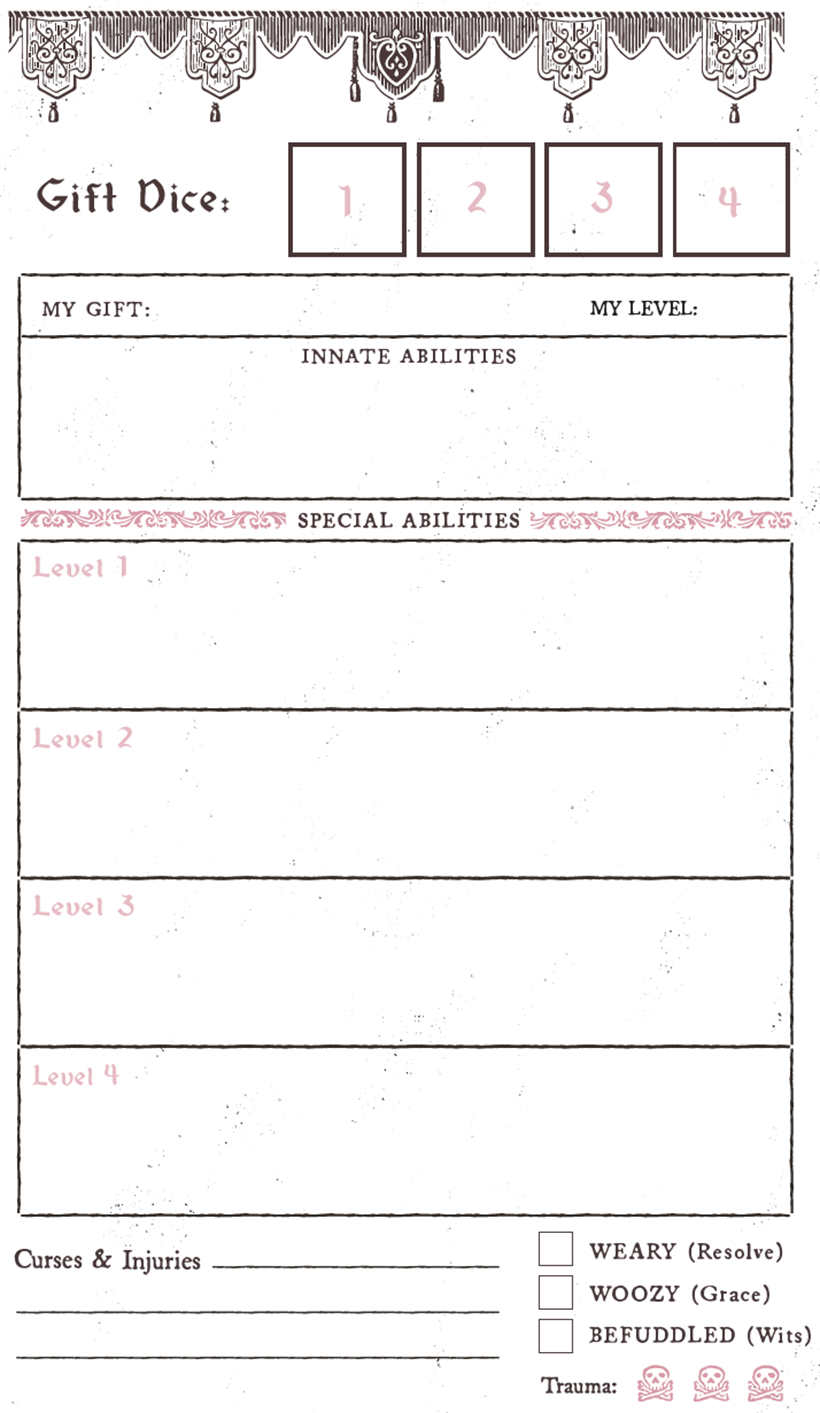 Gift Dice: 1 2 3 4
MY GIFT: MY LEVEL:
INNATE ABILITIES
SPECIAL ABILITIES
Level 1
Level 2
Level 3
Level 4
Curses & Injuries
WEARY (Resolve)
WOOZY (Grace)
BEFUDDLED (Wits)
Trauma: